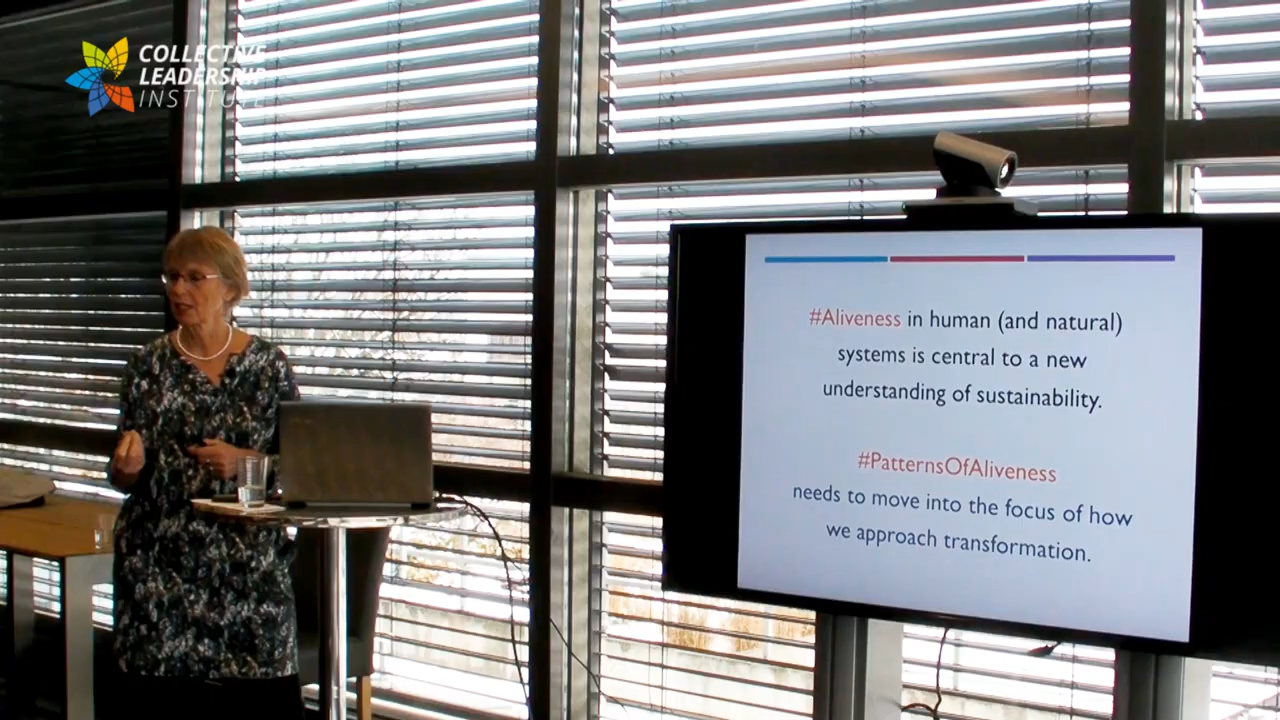 COLLECTIVE
LEADERSHIP
INSTITUTE
#Aliveness in human (and natural)
systems is central to a new
understanding of sustainability.
#PatternsOfAliveness
needs to move into the focus of how
we approach transformation.